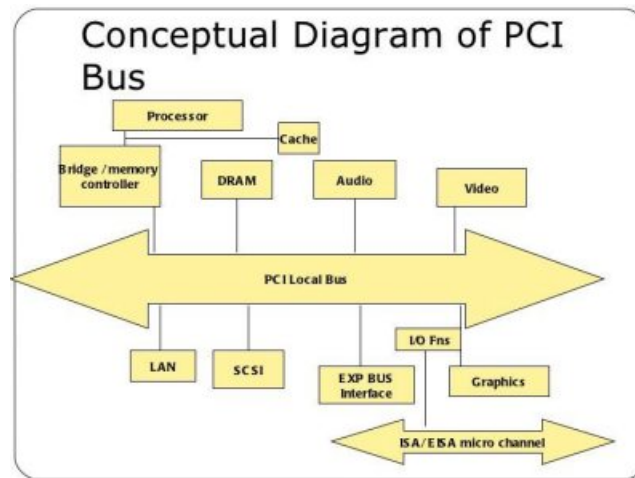 Conceptual Diagram of PCI
Bus
Processor
Cache
Bridge /memory
controller
DRAM
Audio
Video
PCI Local Bus
LAN
SCSI
EXP BUS
Interface
I/O Fns
Graphics
ISA/EISA micro channel